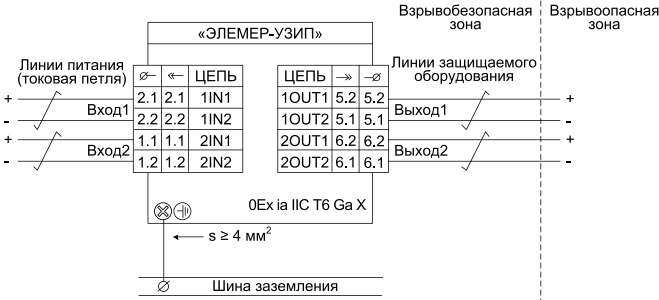 Взрывобезопасная зона
Взрывоопасная зона
«ЭЛЕМЕР-УЗИП»
Линии питания
(токовая петля)
Линии защищаемого
оборудования
ЦЕПЬ ЦЕПЬ
+ 2.1 2.1 1IN1 1OUT1 5.2 5.2 +
Вход1 Выход1
- 2.2 2.2 1IN2 1OUT2 5.1 5.1 -
+ 1.1 1.1 2IN1 2OUT1 6.2 6.2 +
Вход2 Выход2
- 1.2 1.2 2IN2 2OUT2 6.1 6.1 -
0Ex ia IIC T6 Ga X
s ≥ 4 мм²
Шина заземления